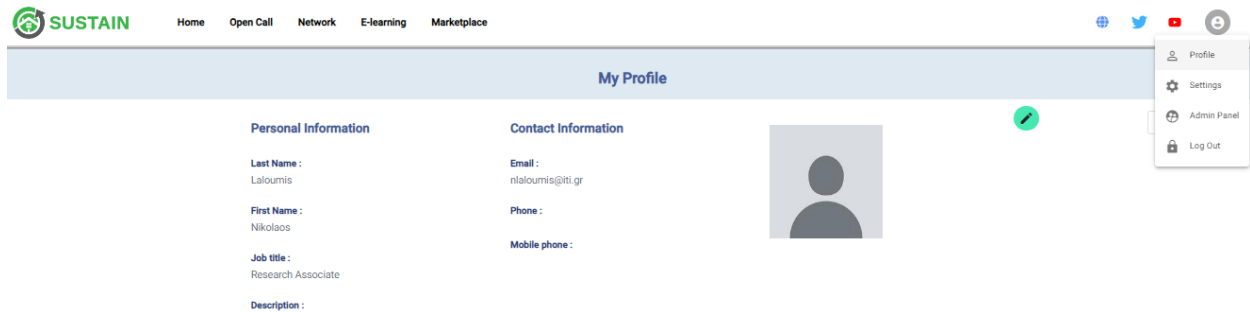 SUSTAIN
Home Open Call Network E-learning Marketplace
Profile
Settings
Admin Panel
Log Out
My Profile
Personal Information
Last Name :
Laloumis
First Name :
Nikolaos
Job title :
Research Associate
Description :
Contact Information
Email :
nlaloumis@iti.gr
Phone :
Mobile phone :